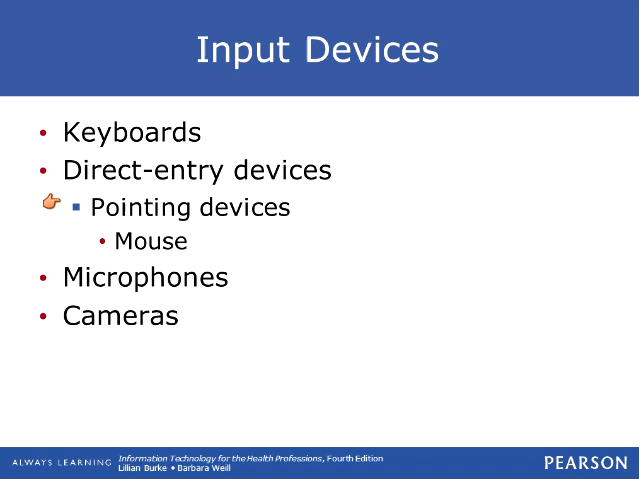 Input Devices
• Keyboards
• Direct-entry devices
▪ Pointing devices
• Mouse
• Microphones
• Cameras
ALWAYS LEARNING
Information Technology for the Health Professions, Fourth Edition
Lillian Burke • Barbara Weill
PEARSON